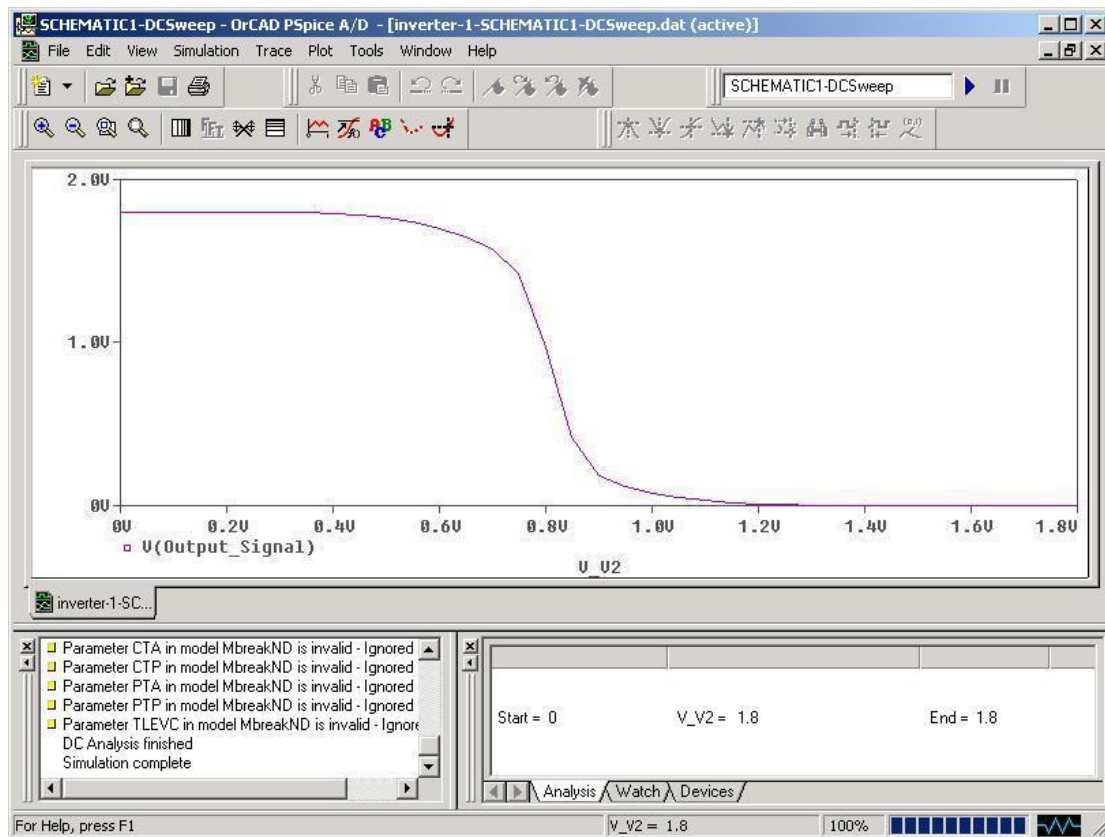 SCHEMATIC1-DCSweep - OrCAD PSpice A/D - [inverter-1-SCHEMATIC1-DCSweep.dat (active)]
File Edit View Simulation Trace Plot Tools Window Help
SCHEMATIC1-DCSweep
2.0V
1.0V
0V
0V 0.2V 0.4V 0.6V 0.8V 1.0V 1.2V 1.4V 1.6V 1.8V
V(Output_Signal)
V_V2
inverter-1-SC...
Parameter CTA in model MbreakND is invalid - Ignored
Parameter CTP in model MbreakND is invalid - Ignored
Parameter PTA in model MbreakND is invalid - Ignored
Parameter PTP in model MbreakND is invalid - Ignored
Parameter TLEVC in model MbreakND is invalid - Ignore
DC Analysis finished
Simulation complete
Start = 0 V_V2 = 1.8 End = 1.8
Analysis Watch Devices
For Help, press F1 V_V2 = 1.8 100%